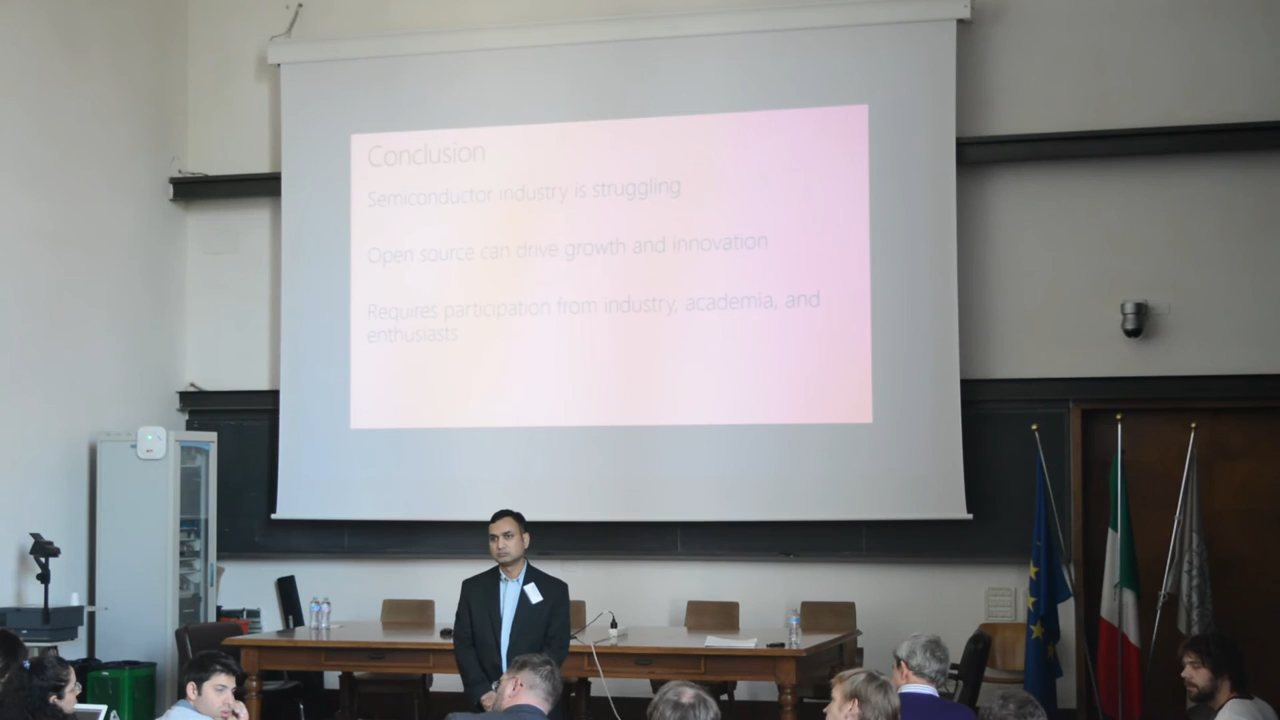 Conclusion
Semiconductor industry is struggling
Open source can drive growth and innovation
Requires participation from industry, academia, and
enthusiasts